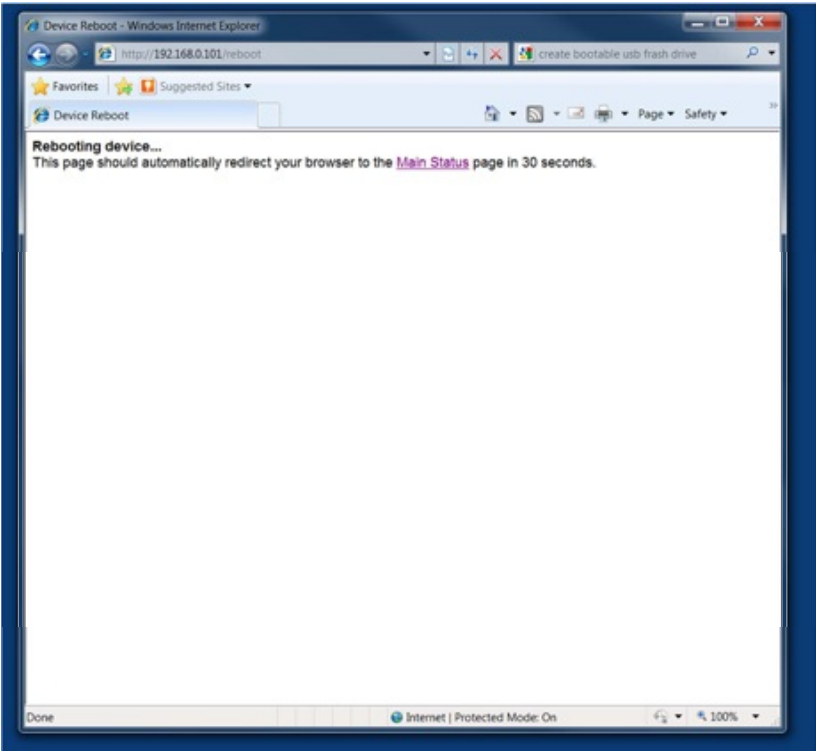 Device Reboot - Windows Internet Explorer
http://192.168.0.101/reboot
create bootable usb frash drive
Favorites
Suggested Sites
Device Reboot
Page
Safety
»
Rebooting device...
This page should automatically redirect your browser to the Main Status page in 30 seconds.
Done
Internet | Protected Mode: On
100%